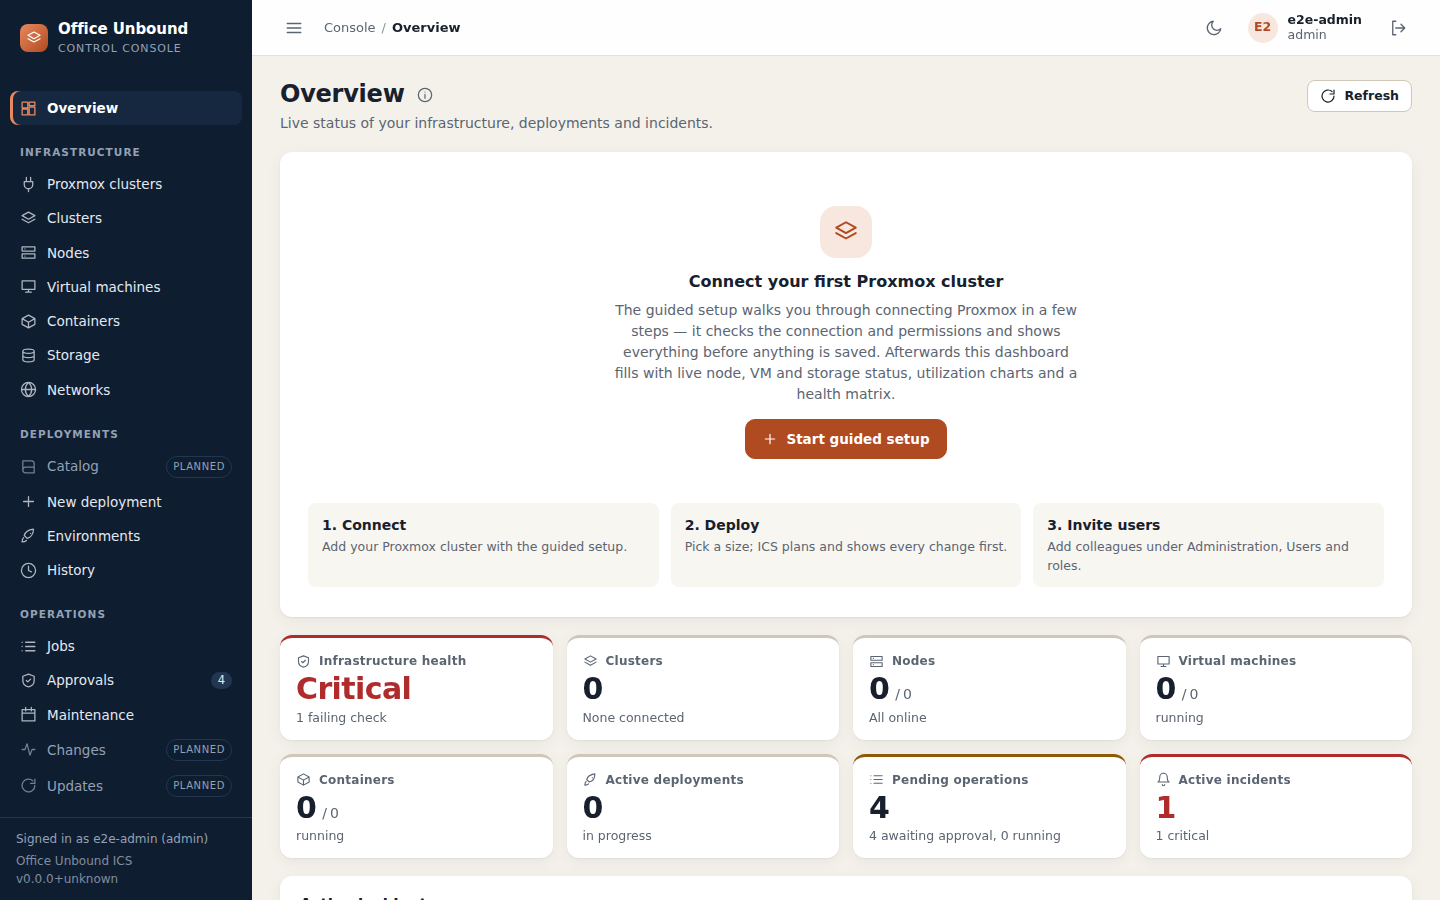 Office Unbound
CONTROL CONSOLE
Overview
INFRASTRUCTURE
Proxmox clusters
Clusters
Nodes
Virtual machines
Containers
Storage
Networks
DEPLOYMENTS
Catalog PLANNED
New deployment
Environments
History
OPERATIONS
Jobs
Approvals 4
Maintenance
Changes PLANNED
Updates PLANNED
Signed in as e2e-admin (admin)
Office Unbound ICS
v0.0.0+unknown
Console / Overview
E2 e2e-admin
admin
Overview
Refresh
Live status of your infrastructure, deployments and incidents.
Connect your first Proxmox cluster
The guided setup walks you through connecting Proxmox in a few
steps — it checks the connection and permissions and shows
everything before anything is saved. Afterwards this dashboard
fills with live node, VM and storage status, utilization charts and a
health matrix.
Start guided setup
1. Connect
Add your Proxmox cluster with the guided setup.
2. Deploy
Pick a size; ICS plans and shows every change first.
3. Invite users
Add colleagues under Administration, Users and
roles.
Infrastructure health
Critical
1 failing check
Clusters
0
None connected
Nodes
0 / 0
All online
Virtual machines
0 / 0
running
Containers
0 / 0
running
Active deployments
0
in progress
Pending operations
4
4 awaiting approval, 0 running
Active incidents
1
1 critical